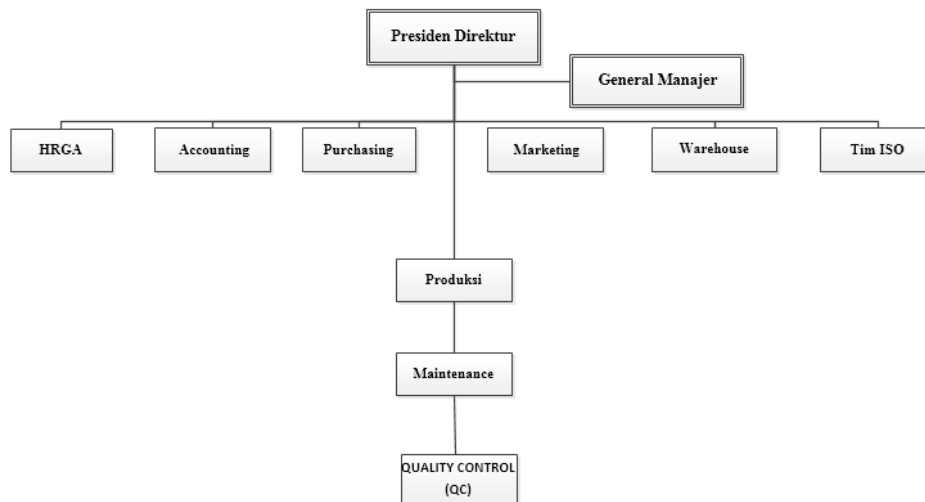 Presiden Direktur
General Manajer
HRGA
Accounting
Purchasing
Marketing
Warehouse
Tim ISO
Produksi
Maintenance
QUALITY CONTROL
(QC)